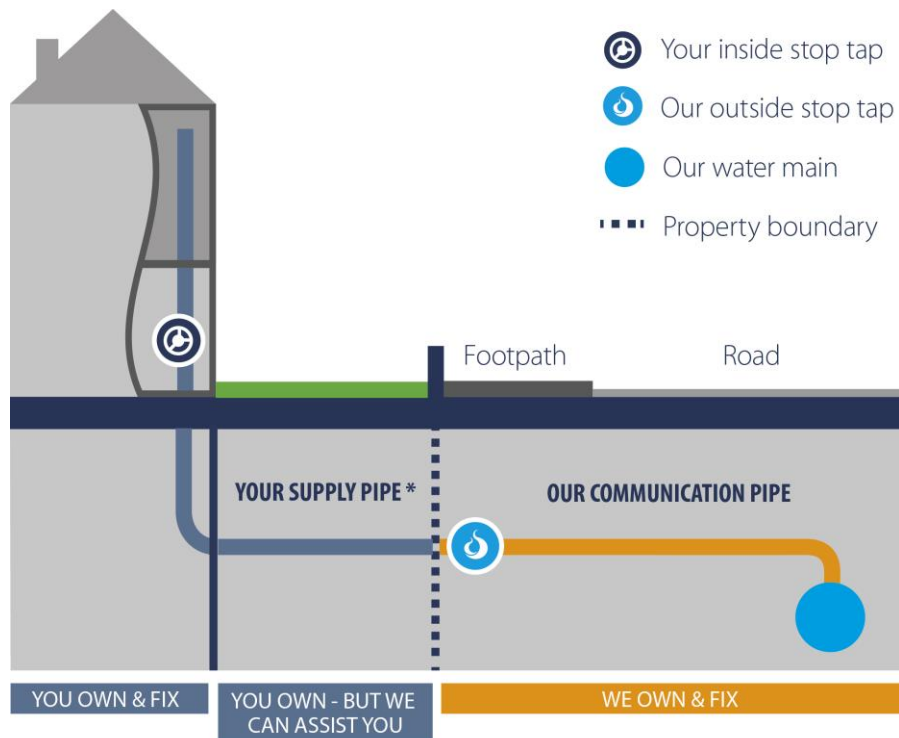 Your inside stop tap
Our outside stop tap
Our water main
Property boundary
Footpath
Road
YOUR SUPPLY PIPE *
OUR COMMUNICATION PIPE
YOU OWN & FIX
YOU OWN - BUT WE
CAN ASSIST YOU
WE OWN & FIX